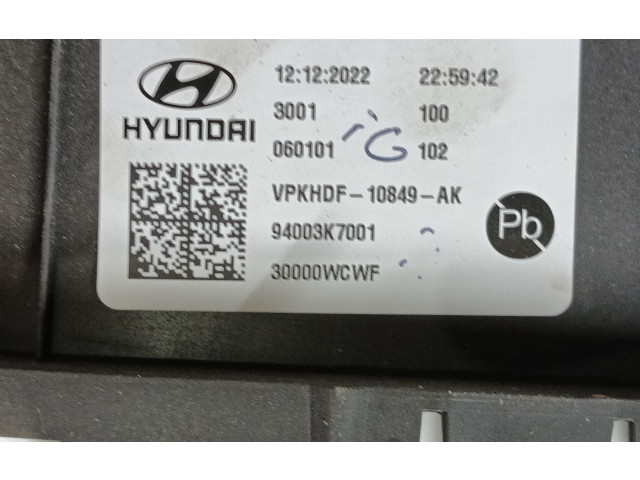 12:12:2022 22:59:42
3001 100
HYUNDAI
060101 G 102
VPKHDF-10849-AK
94003K7001
30000WCWF
Pb